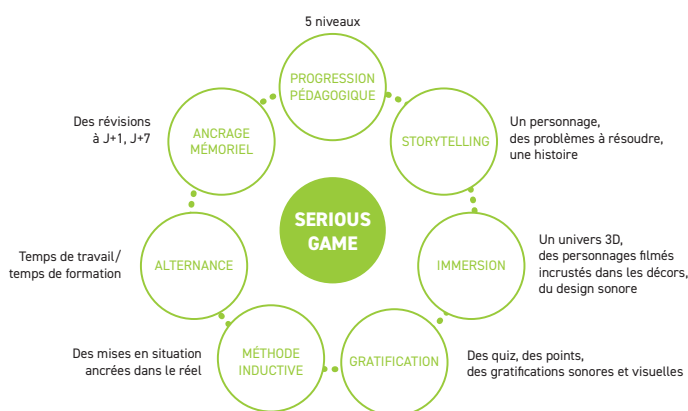 5 niveaux
PROGRESSION
PÉDAGOGIQUE
Un personnage,
des problèmes à résoudre,
une histoire
STORYTELLING
Un univers 3D,
des personnages filmés
incrustés dans les décors,
du design sonore
IMMERSION
Des quiz, des points,
des gratifications sonores et visuelles
GRATIFICATION
Des mises en situation
ancrées dans le réel
MÉTHODE
INDUCTIVE
Temps de travail/
temps de formation
ALTERNANCE
Des révisions
à J+1, J+7
ANCRAGE
MÉMORIEL
SERIOUS
GAME